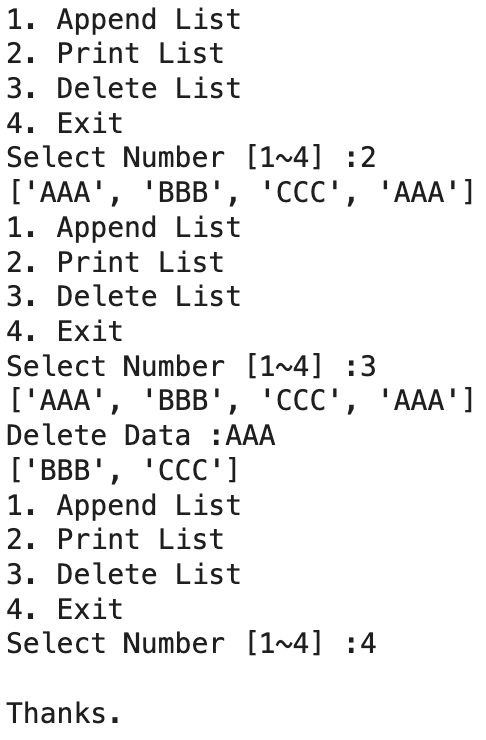 1. Append List
2. Print List
3. Delete List
4. Exit
Select Number [1~4] :2
['AAA', 'BBB', 'CCC', 'AAA']
1. Append List
2. Print List
3. Delete List
4. Exit
Select Number [1~4] :3
['AAA', 'BBB', 'CCC', 'AAA']
Delete Data :AAA
['BBB', 'CCC']
1. Append List
2. Print List
3. Delete List
4. Exit
Select Number [1~4] :4
Thanks.